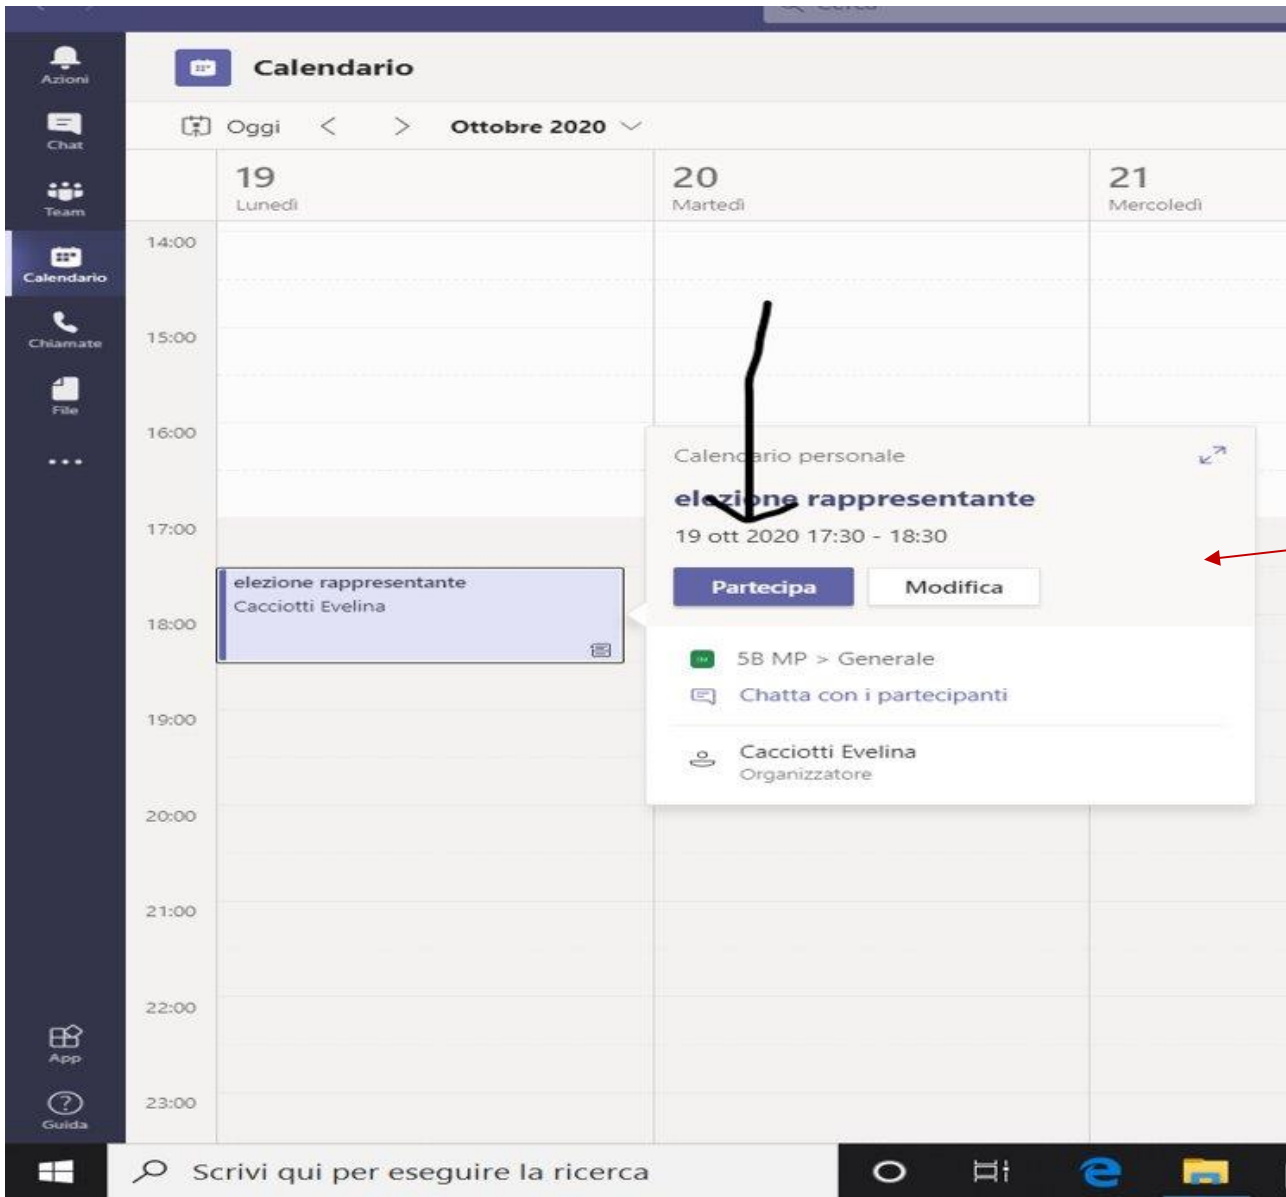 Cerca
Azioni
Chat
Team
Calendario
Chiamate
File
App
Guida
Calendario
Oggi < > Ottobre 2020
19
Lunedì
20
Martedì
21
Mercoledì
14:00
15:00
16:00
17:00
18:00
19:00
20:00
21:00
22:00
23:00
elezione rappresentante
Cacciotti Evelina
Calendario personale
elezione rappresentante
19 ott 2020 17:30 - 18:30
Partecipa Modifica
5B MP > Generale
Chatta con i partecipanti
Cacciotti Evelina
Organizzatore
Scrivi qui per eseguire la ricerca